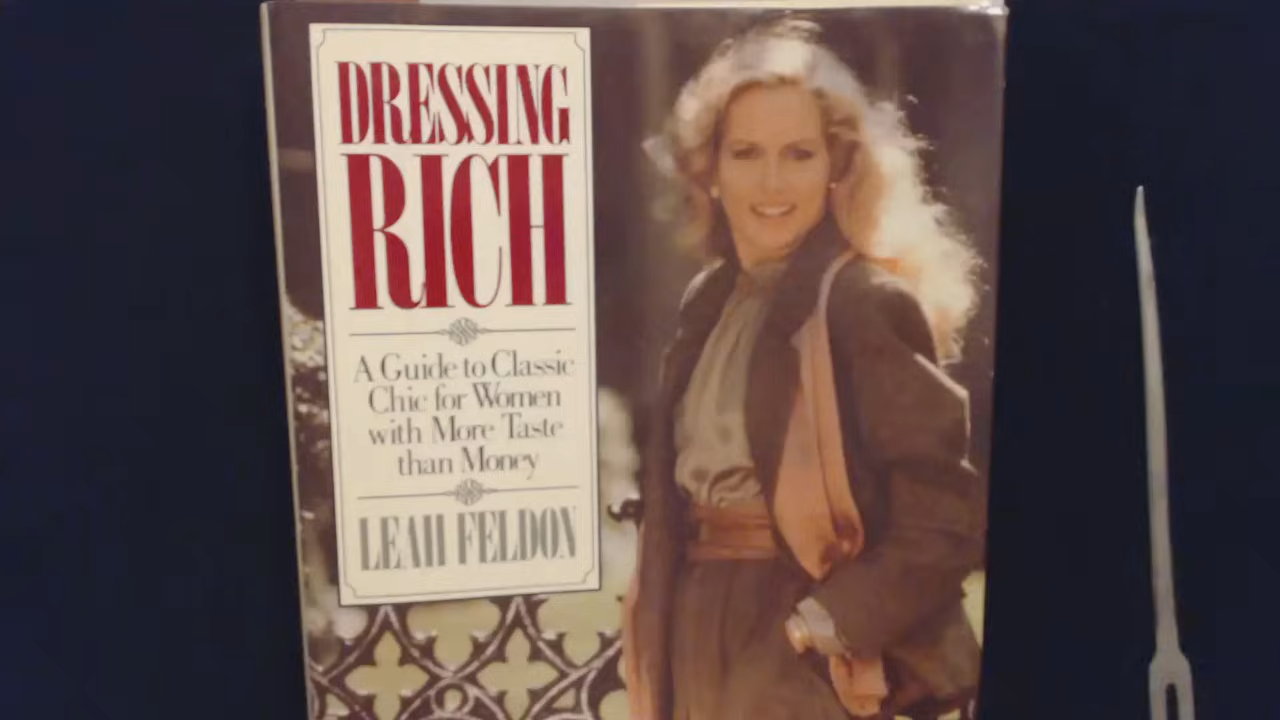 DRESSING
RICH
A Guide to Classic
Chic for Women
with More Taste
than Money
LEAH FELDON